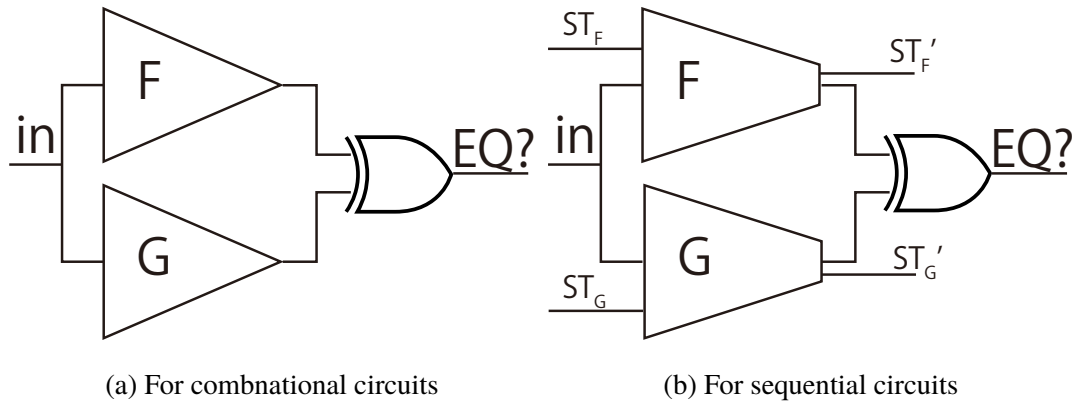 F
in
EQ?
G
(a) For combnational circuits
ST_F
F
ST_F'
in
EQ?
G
ST_G'
ST_G
(b) For sequential circuits